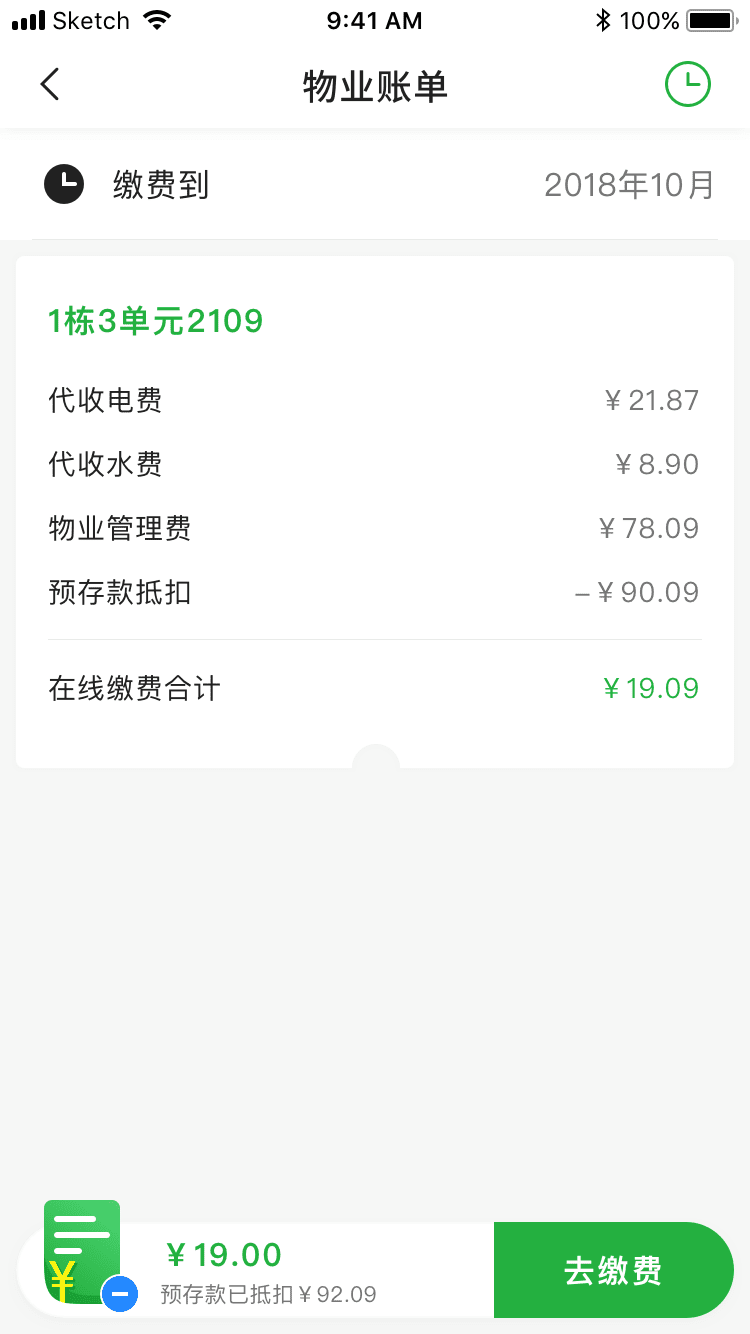 Sketch 9:41 AM 100%
物业账单
缴费到 2018年10月
1栋3单元2109
代收电费 ¥ 21.87
代收水费 ¥ 8.90
物业管理费 ¥ 78.09
预存款抵扣 – ¥ 90.09
在线缴费合计 ¥ 19.09
¥ 19.00
预存款已抵扣 ¥ 92.09
¥
去缴费